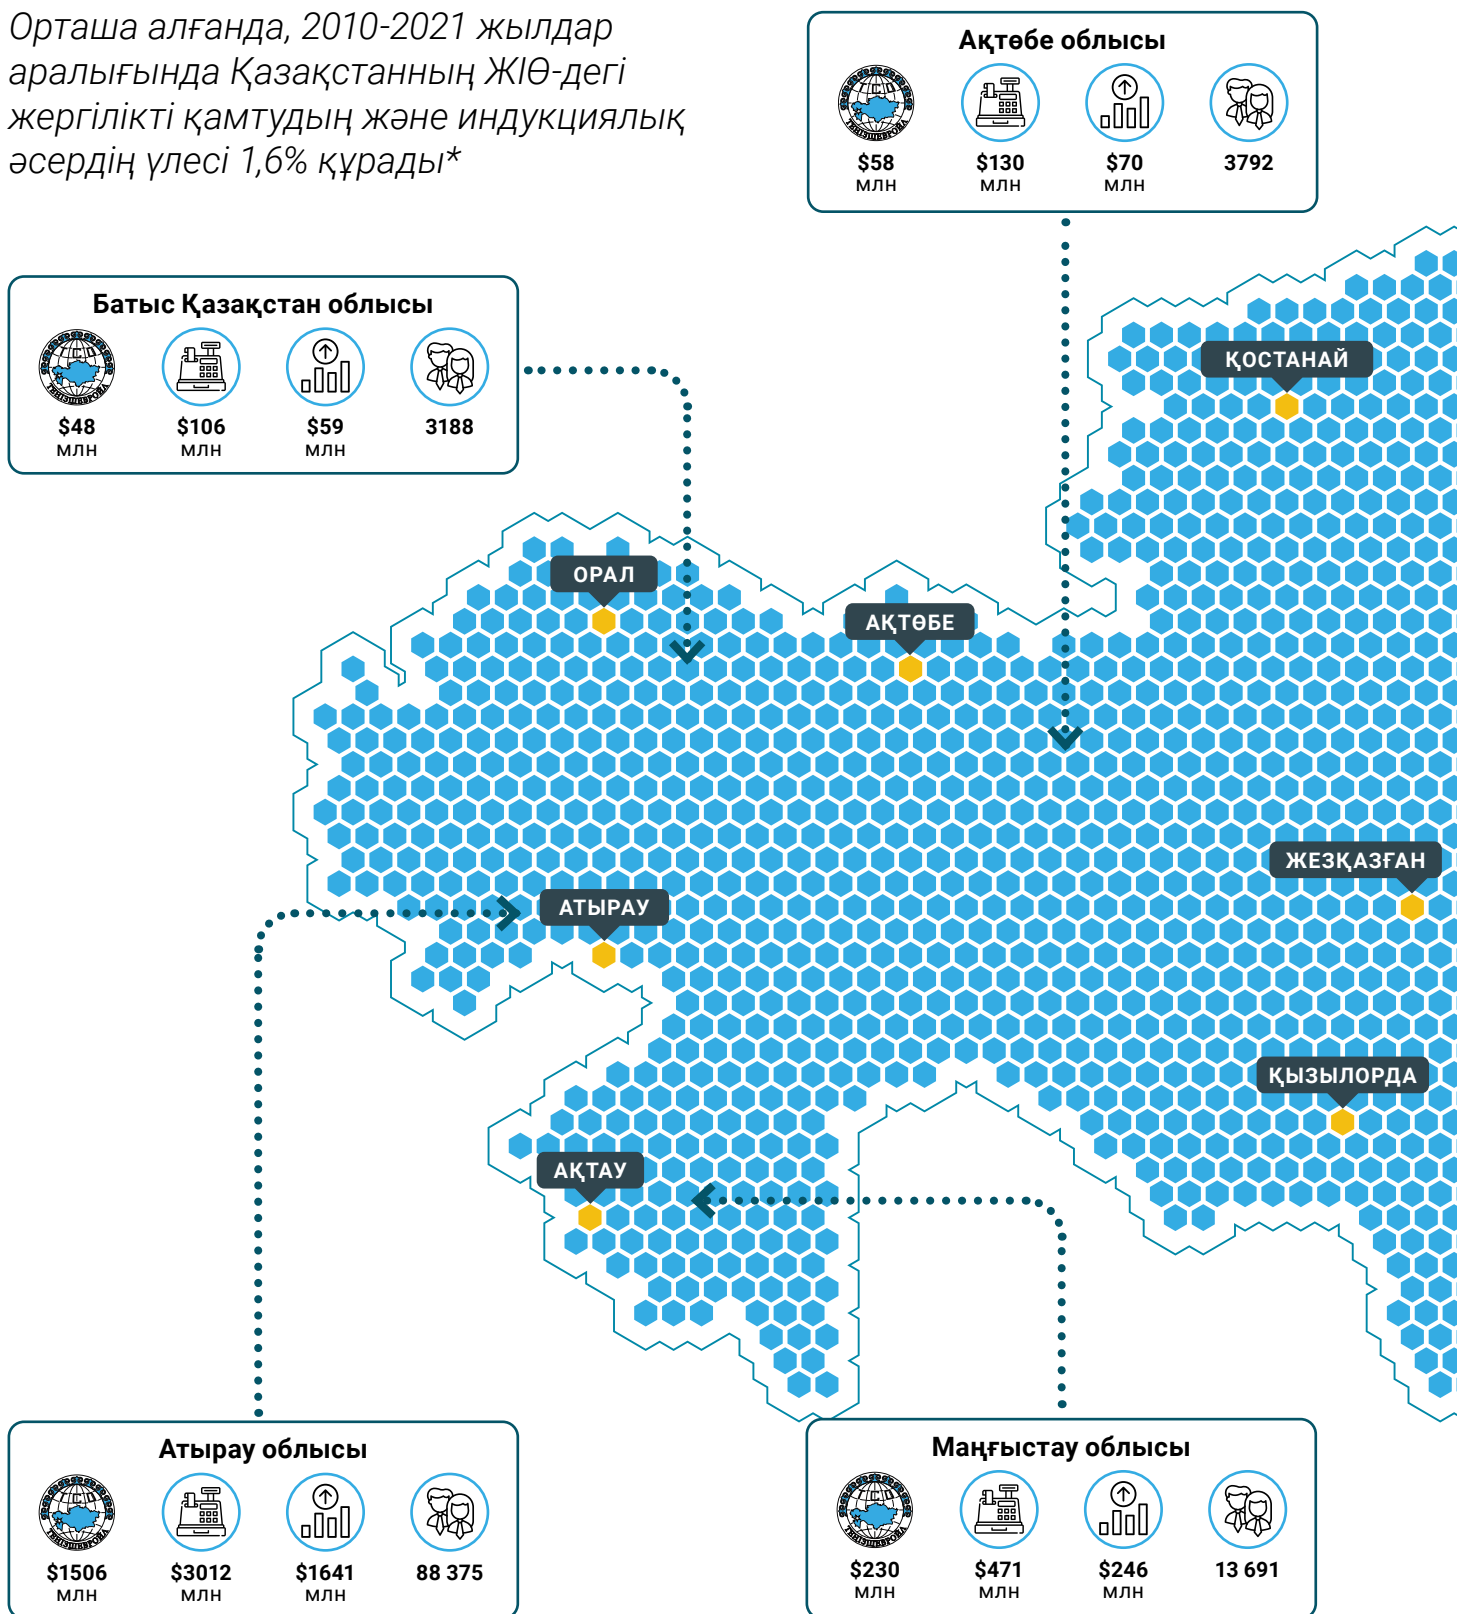 Орташа алғанда, 2010-2021 жылдар
аралығында Қазақстанның ЖІӨ-дегі
жергілікті қамтудың және индукциялық
әсердің үлесі 1,6% құрады*
Ақтөбе облысы
$58 $130 $70 3792
млн млн млн
Батыс Қазақстан облысы
$48 $106 $59 3188
млн млн млн
ҚОСТАНАЙ
ОРАЛ
АҚТӨБЕ
ЖЕЗҚАЗҒАН
АТЫРАУ
ҚЫЗЫЛОРДА
АҚТАУ
Атырау облысы
$1506 $3012 $1641 88 375
млн млн млн
Маңғыстау облысы
$230 $471 $246 13 691
млн млн млн